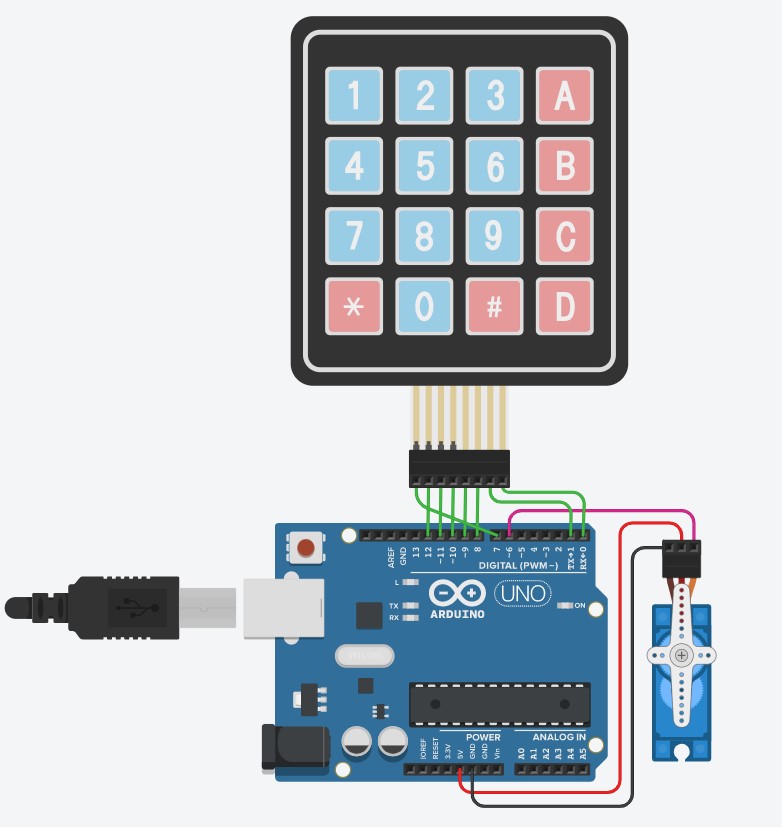 1 2 3 A
4 5 6 B
7 8 9 C
* 0 # D
AREF
GND
13
12
~11
~10
~9
8
7
~6
~5
4
~3
2
TX→1
RX←0
DIGITAL (PWM~)
L
TX
RX
ARDUINO
UNO
ON
POWER
ANALOG IN
IOREF
RESET
3.3V
5V
GND
GND
Vin
A0
A1
A2
A3
A4
A5